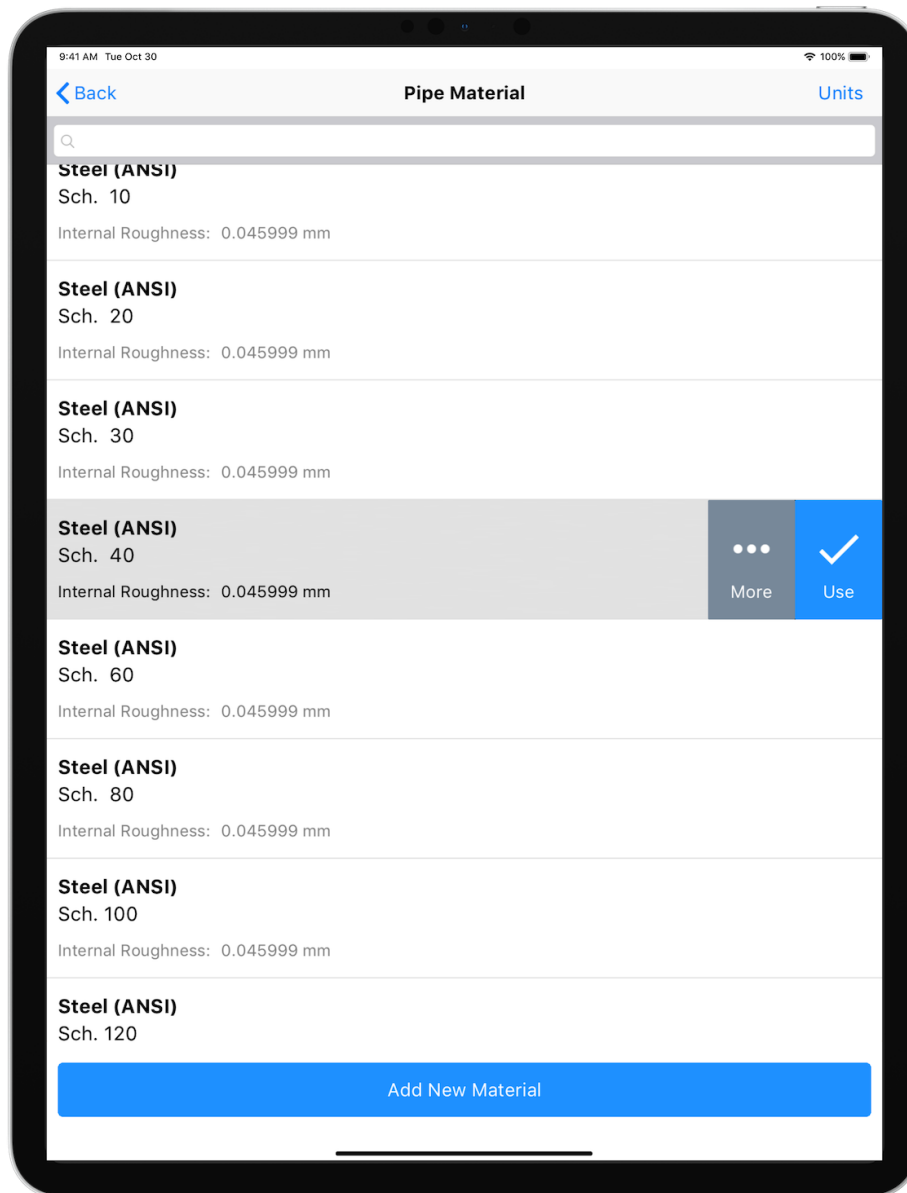 9:41 AM Tue Oct 30
100%
Back
Pipe Material
Units
Steel (ANSI)
Sch. 10
Internal Roughness: 0.045999 mm
Steel (ANSI)
Sch. 20
Internal Roughness: 0.045999 mm
Steel (ANSI)
Sch. 30
Internal Roughness: 0.045999 mm
Steel (ANSI)
Sch. 40
Internal Roughness: 0.045999 mm
More
Use
Steel (ANSI)
Sch. 60
Internal Roughness: 0.045999 mm
Steel (ANSI)
Sch. 80
Internal Roughness: 0.045999 mm
Steel (ANSI)
Sch. 100
Internal Roughness: 0.045999 mm
Steel (ANSI)
Sch. 120
Add New Material